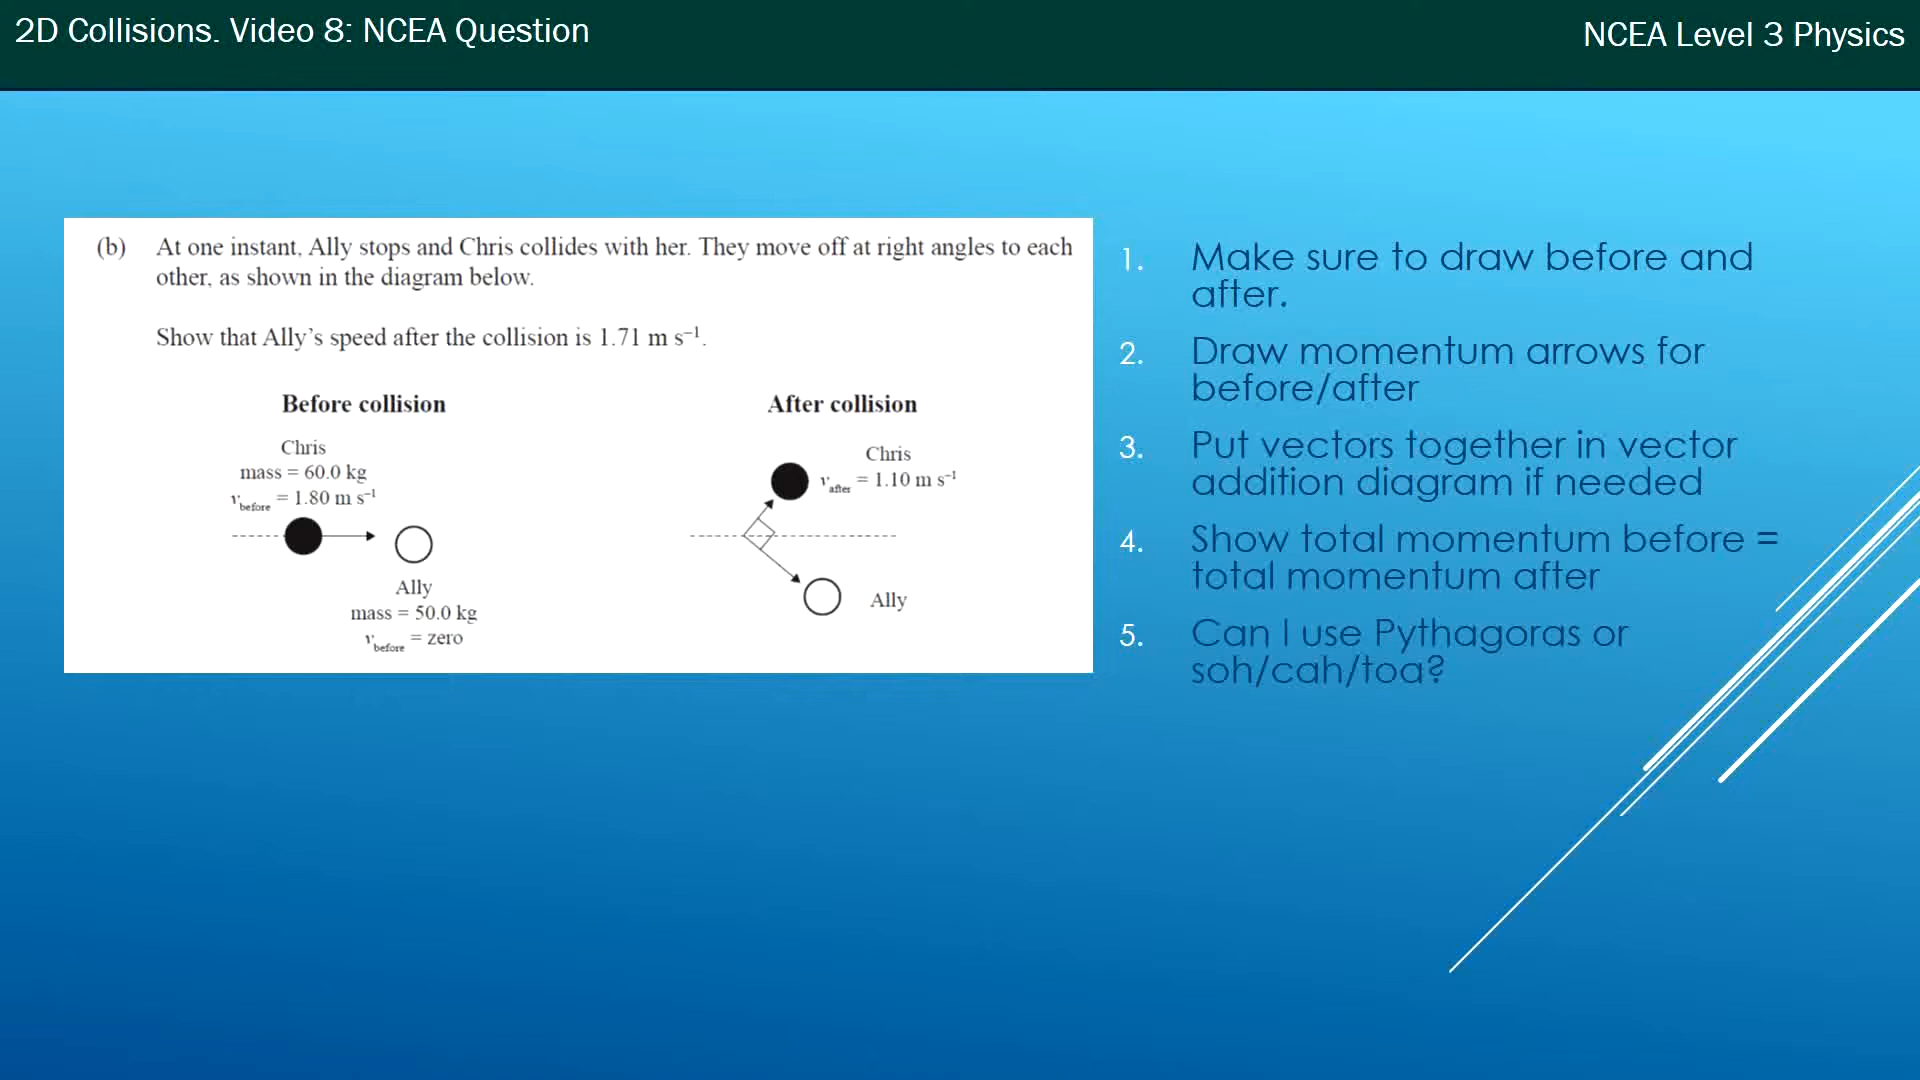 2D Collisions. Video 8: NCEA Question
NCEA Level 3 Physics
(b) At one instant, Ally stops and Chris collides with her. They move off at right angles to each
other, as shown in the diagram below.
Show that Ally's speed after the collision is 1.71 m s⁻¹.
Before collision
Chris
mass = 60.0 kg
v before = 1.80 m s⁻¹
Ally
mass = 50.0 kg
v before = zero
After collision
Chris
v after = 1.10 m s⁻¹
Ally
1. Make sure to draw before and
after.
2. Draw momentum arrows for
before/after
3. Put vectors together in vector
addition diagram if needed
4. Show total momentum before =
total momentum after
5. Can I use Pythagoras or
soh/cah/toa?